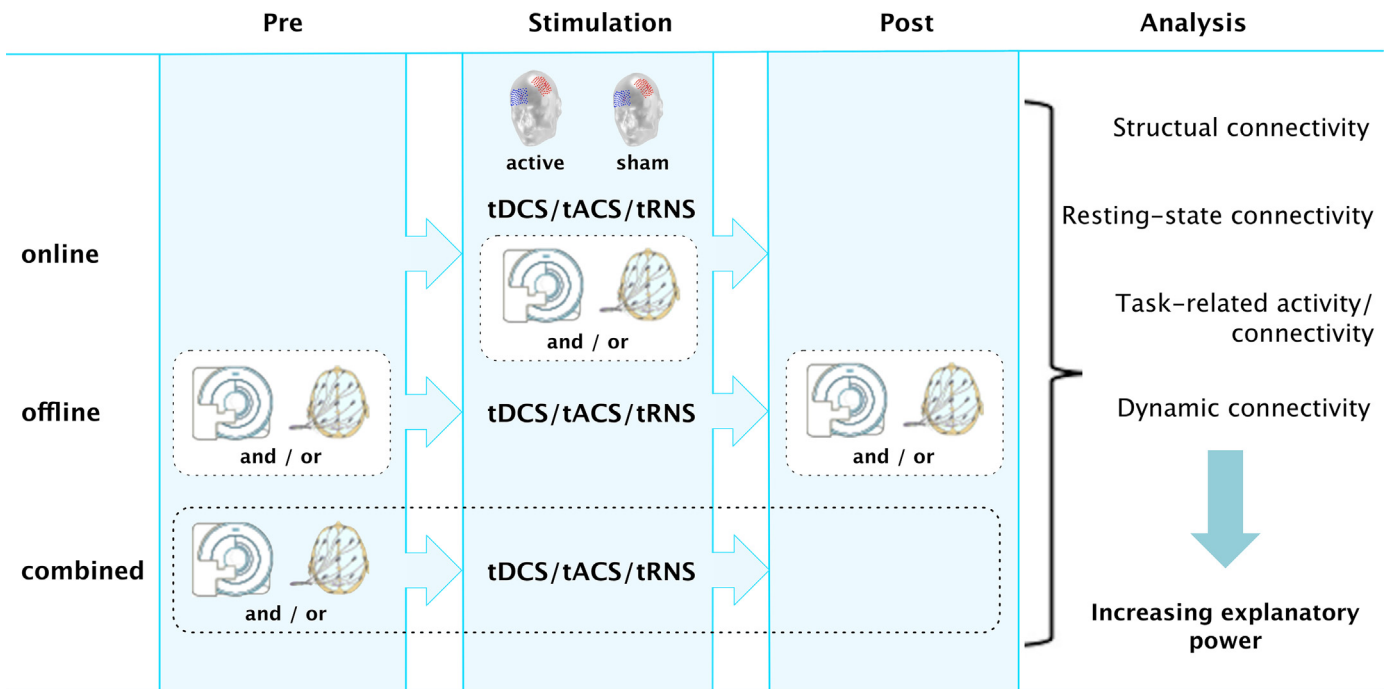 Pre
Stimulation
Post
Analysis
active
sham
tDCS/tACS/tRNS
online
and / or
offline
and / or
tDCS/tACS/tRNS
and / or
combined
and / or
tDCS/tACS/tRNS
Structual connectivity
Resting-state connectivity
Task-related activity/
connectivity
Dynamic connectivity
Increasing explanatory
power